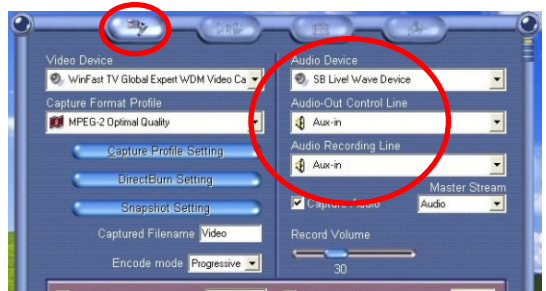 Video Device
WinFast TV Global Expert WDM Video Ca
Capture Format Profile
MPEG-2 Optimal Quality
Capture Profile Setting
DirectBurn Setting
Snapshot Setting
Captured Filename Video
Encode mode Progressive
Audio Device
SB Live! Wave Device
Audio-Out Control Line
Aux-in
Audio Recording Line
Aux-in
Master Stream
Capture Audio Audio
Record Volume
30